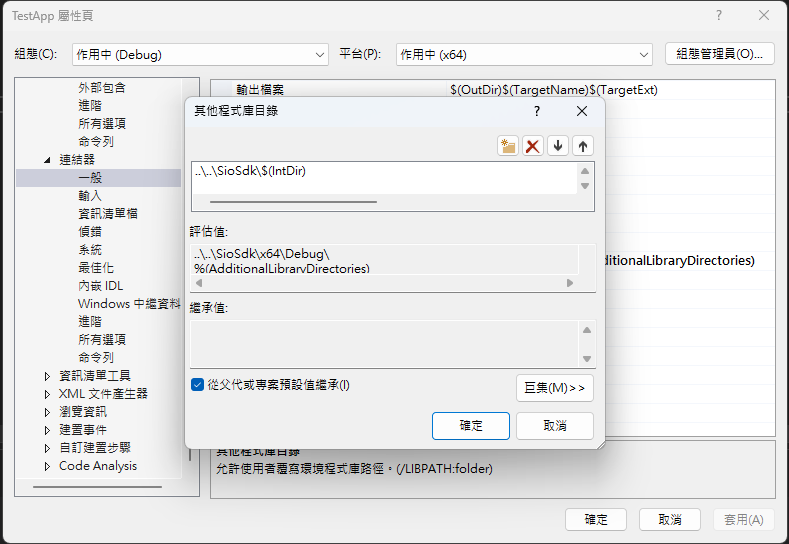 TestApp 屬性頁
組態(C): 作用中 (Debug) 平台(P): 作用中 (x64) 組態管理員(O)...
外部包含
進階
所有選項
命令列
連結器
一般
輸入
資訊清單檔
偵錯
系統
最佳化
內嵌 IDL
Windows 中繼資料
進階
所有選項
命令列
資訊清單工具
XML 文件產生器
瀏覽資訊
建置事件
自訂建置步驟
Code Analysis
輸出檔案 $(OutDir)$(TargetName)$(TargetExt)
ditionalLibraryDirectories)
其他程式庫目錄
..\..\SioSdk\$(IntDir)
評估值:
..\..\SioSdk\x64\Debug\
%(AdditionalLibraryDirectories)
繼承值:
從父代或專案預設值繼承(I)
巨集(M)>>
確定 取消
其他程式庫目錄
允許使用者覆寫環境程式庫路徑。(/LIBPATH:folder)
確定 取消 套用(A)